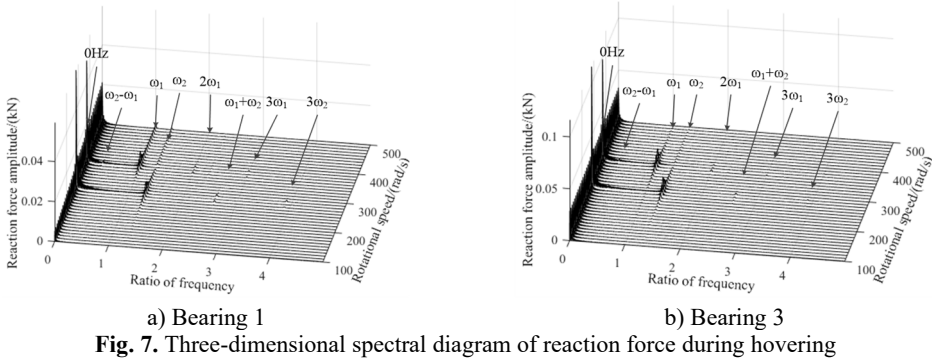 0Hz
ω₂-ω₁
ω₁
ω₂
2ω₁
ω₁+ω₂
3ω₁
3ω₂
Reaction force amplitude/(kN)
0.04
0.02
0
0
1
2
3
4
Ratio of frequency
100
200
300
400
500
Rotational speed/(rad/s)
a) Bearing 1
0Hz
ω₂-ω₁
ω₁
ω₂
2ω₁
ω₁+ω₂
3ω₁
3ω₂
Reaction force amplitude/(kN)
0.1
0.05
0
0
1
2
3
4
Ratio of frequency
100
200
300
400
500
Rotational speed/(rad/s)
b) Bearing 3
Fig. 7. Three-dimensional spectral diagram of reaction force during hovering